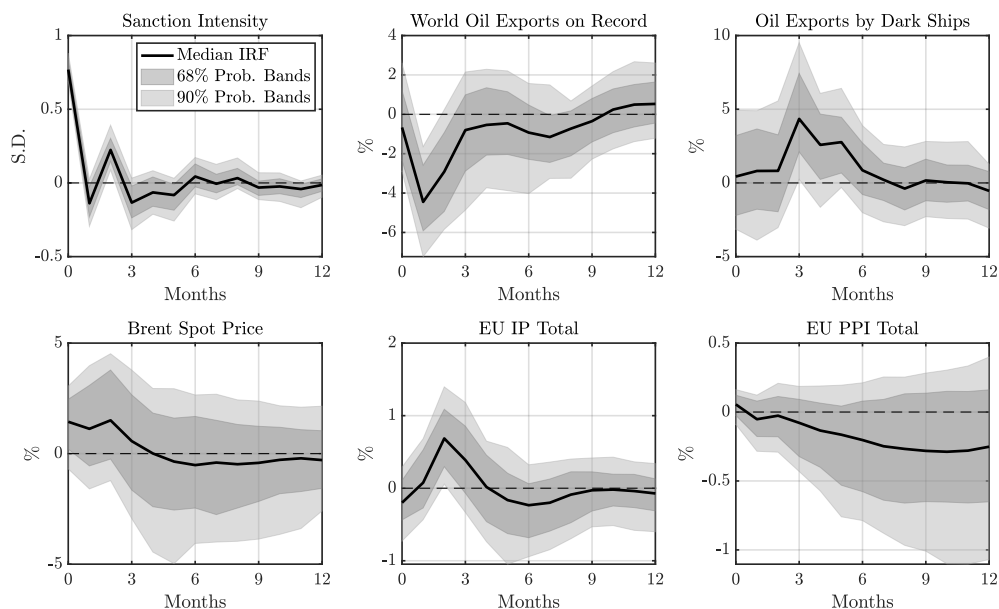 Sanction Intensity
1
0.5
0
-0.5
S.D.
0 3 6 9 12
Months
Median IRF
68% Prob. Bands
90% Prob. Bands
World Oil Exports on Record
4
2
0
-2
-4
-6
%
0 3 6 9 12
Months
Oil Exports by Dark Ships
10
5
0
-5
%
0 3 6 9 12
Months
Brent Spot Price
5
0
-5
%
0 3 6 9 12
Months
EU IP Total
2
1
0
-1
%
0 3 6 9 12
Months
EU PPI Total
0.5
0
-0.5
-1
%
0 3 6 9 12
Months